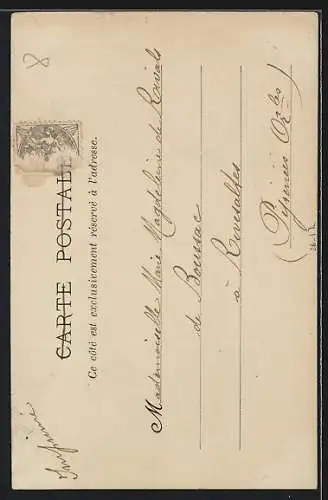 CARTE POSTALE
Ce côté est exclusivement réservé à l'adresse.
Mademoiselle Marie Magdeleine de
de Boussac
à Rivesaltes
(Pyrénées Or^les)
Imprimé
8